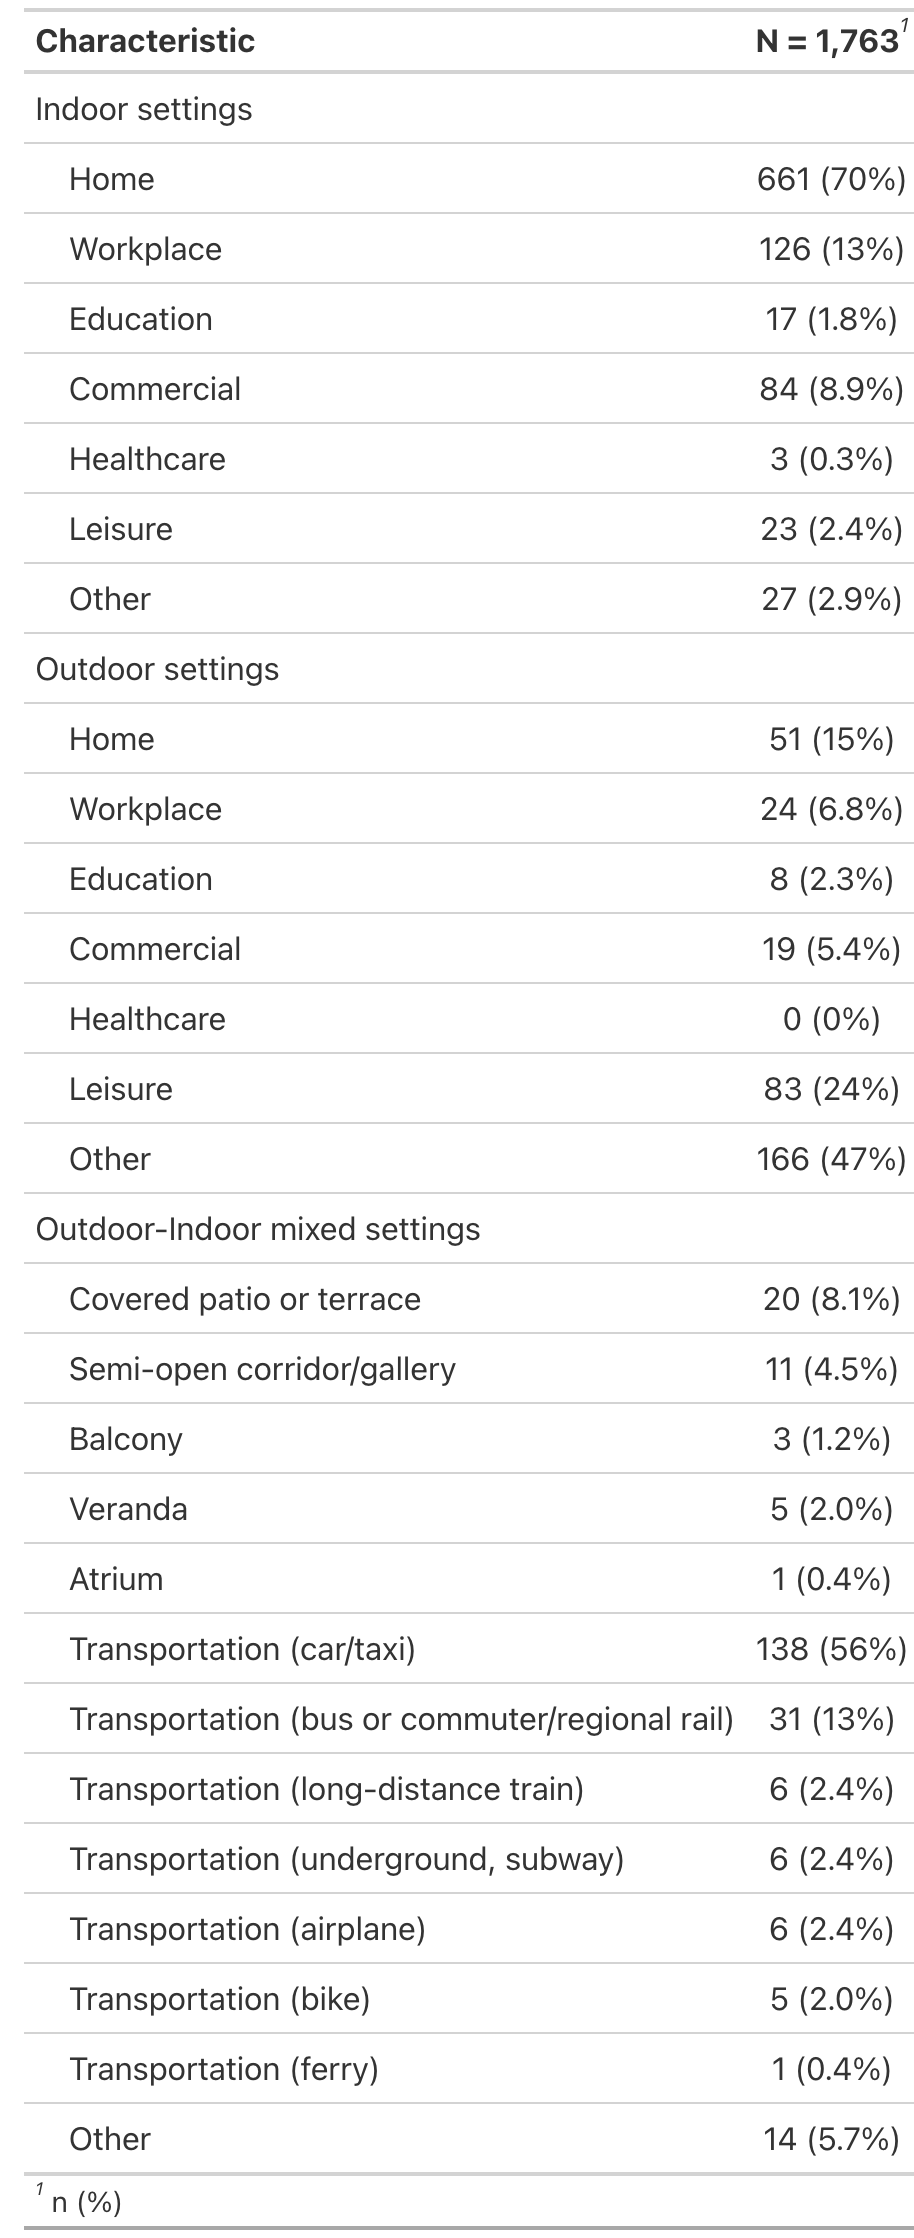 Characteristic N = 1,763¹
Indoor settings
Home 661 (70%)
Workplace 126 (13%)
Education 17 (1.8%)
Commercial 84 (8.9%)
Healthcare 3 (0.3%)
Leisure 23 (2.4%)
Other 27 (2.9%)
Outdoor settings
Home 51 (15%)
Workplace 24 (6.8%)
Education 8 (2.3%)
Commercial 19 (5.4%)
Healthcare 0 (0%)
Leisure 83 (24%)
Other 166 (47%)
Outdoor-Indoor mixed settings
Covered patio or terrace 20 (8.1%)
Semi-open corridor/gallery 11 (4.5%)
Balcony 3 (1.2%)
Veranda 5 (2.0%)
Atrium 1 (0.4%)
Transportation (car/taxi) 138 (56%)
Transportation (bus or commuter/regional rail) 31 (13%)
Transportation (long-distance train) 6 (2.4%)
Transportation (underground, subway) 6 (2.4%)
Transportation (airplane) 6 (2.4%)
Transportation (bike) 5 (2.0%)
Transportation (ferry) 1 (0.4%)
Other 14 (5.7%)
¹ n (%)